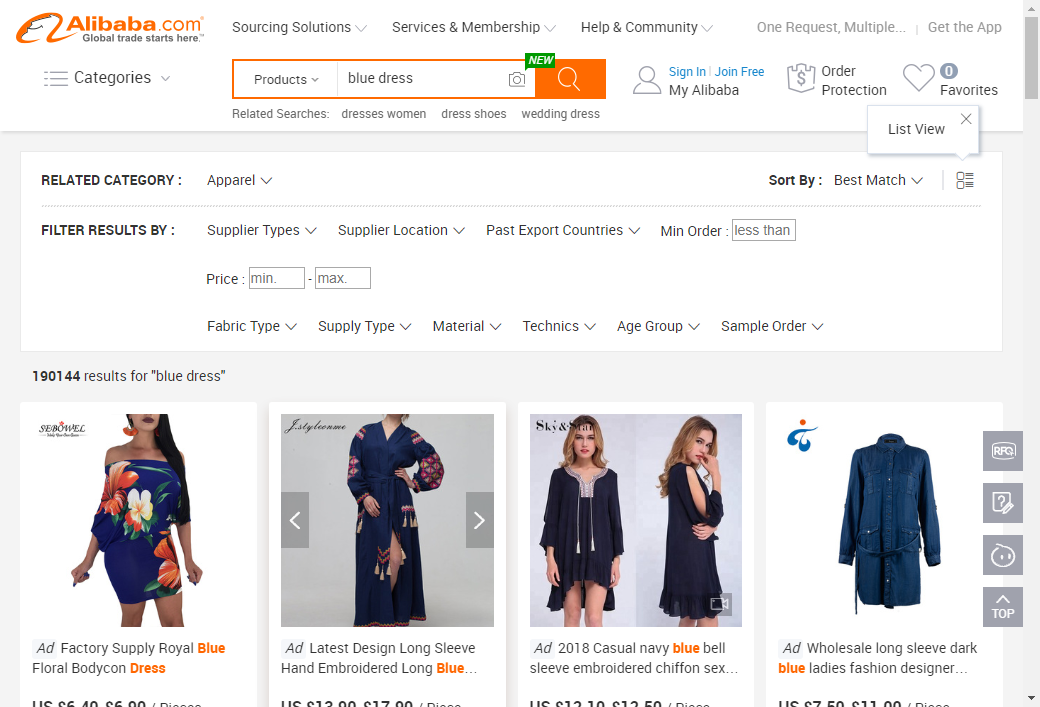 Alibaba.com
Global trade starts here.™
Sourcing Solutions
Services & Membership
Help & Community
One Request, Multiple...
Get the App
Categories
Products
blue dress
NEW
Sign In
Join Free
My Alibaba
Order
Protection
0
Favorites
Related Searches: dresses women dress shoes wedding dress
List View
RELATED CATEGORY :
Apparel
Sort By :
Best Match
FILTER RESULTS BY :
Supplier Types
Supplier Location
Past Export Countries
Min Order :
less than
Price :
min.
-
max.
Fabric Type
Supply Type
Material
Technics
Age Group
Sample Order
190144 results for "blue dress"
SEBOWEL
J.styleonme
Sky&Star
RFQ
TOP
Ad Factory Supply Royal Blue
Floral Bodycon Dress
Ad Latest Design Long Sleeve
Hand Embroidered Long Blue...
Ad 2018 Casual navy blue bell
sleeve embroidered chiffon sex...
Ad Wholesale long sleeve dark
blue ladies fashion designer...
US $6.40-$6.90 / Pieces
US $13.90-$17.90 / Piece
US $12.10-$12.50 / Piece
US $7.50-$11.00 / Piece